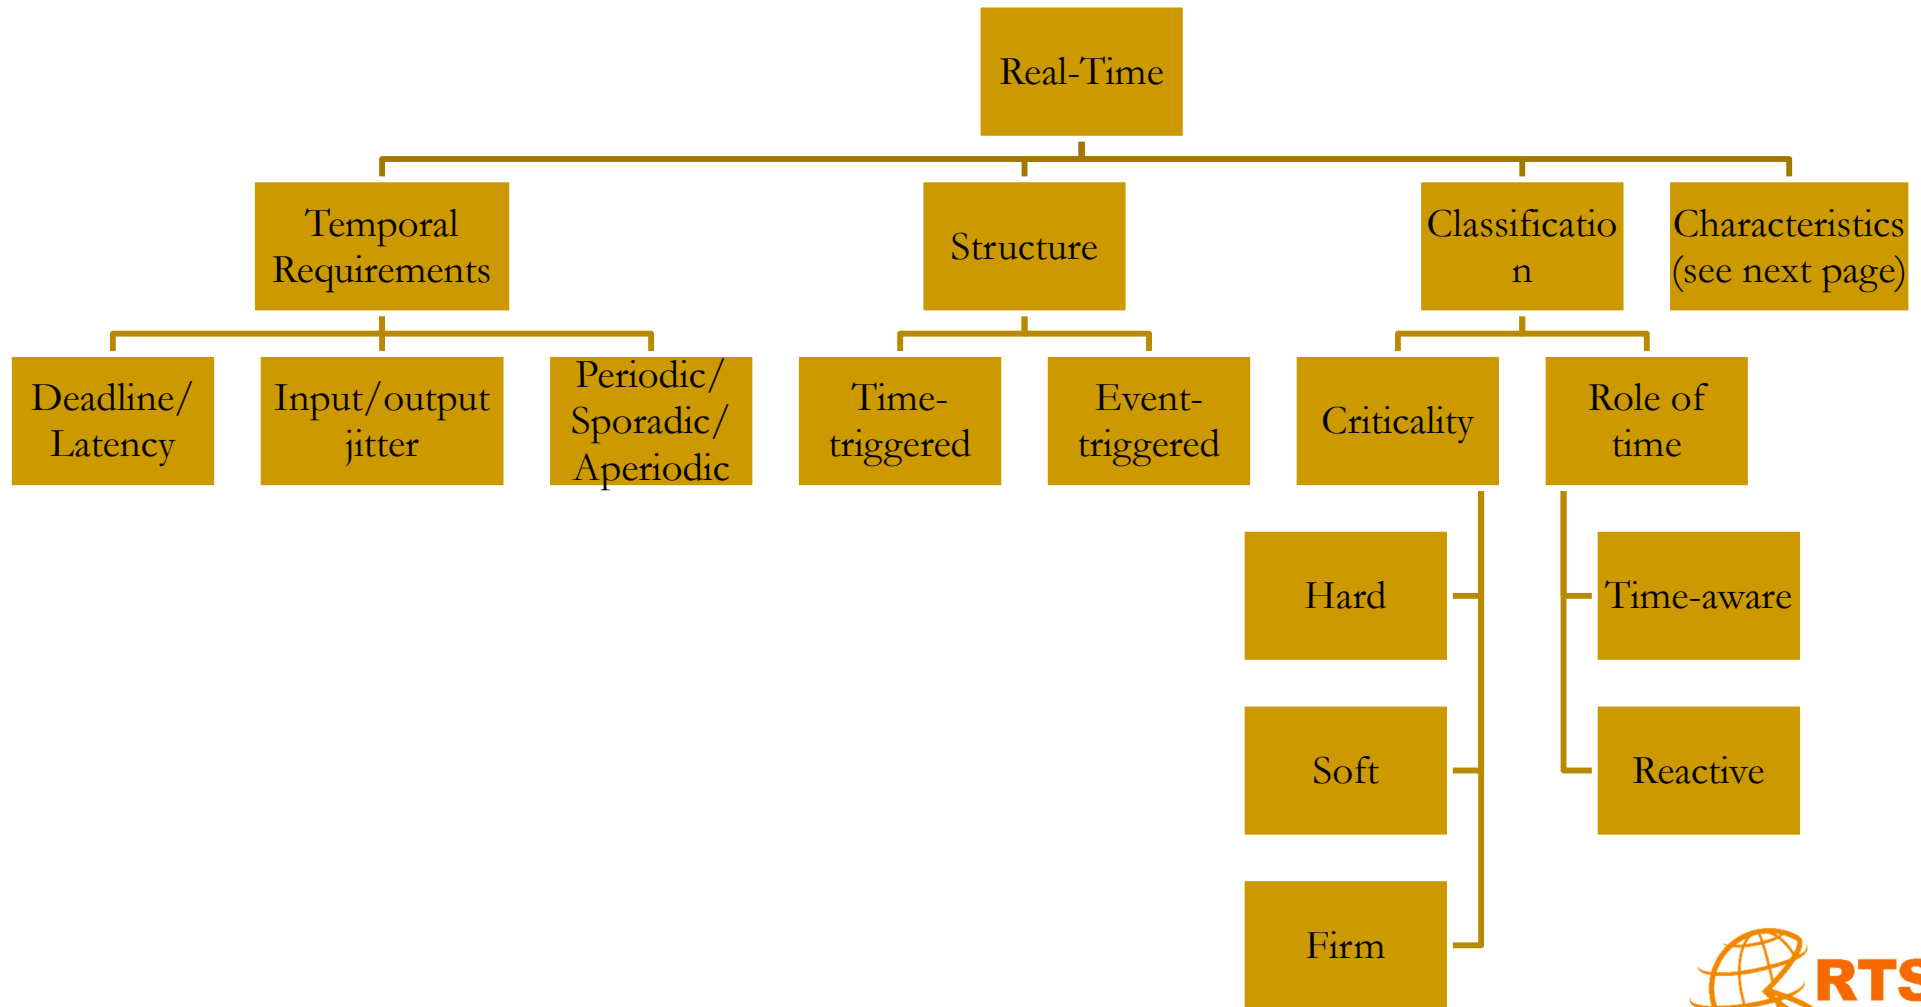 Real-Time
Temporal
Requirements
Structure
Classificatio
n
Characteristics
(see next page)
Deadline/
Latency
Input/output
jitter
Periodic/
Sporadic/
Aperiodic
Time-
triggered
Event-
triggered
Criticality
Role of
time
Hard
Time-aware
Soft
Reactive
Firm
RTS